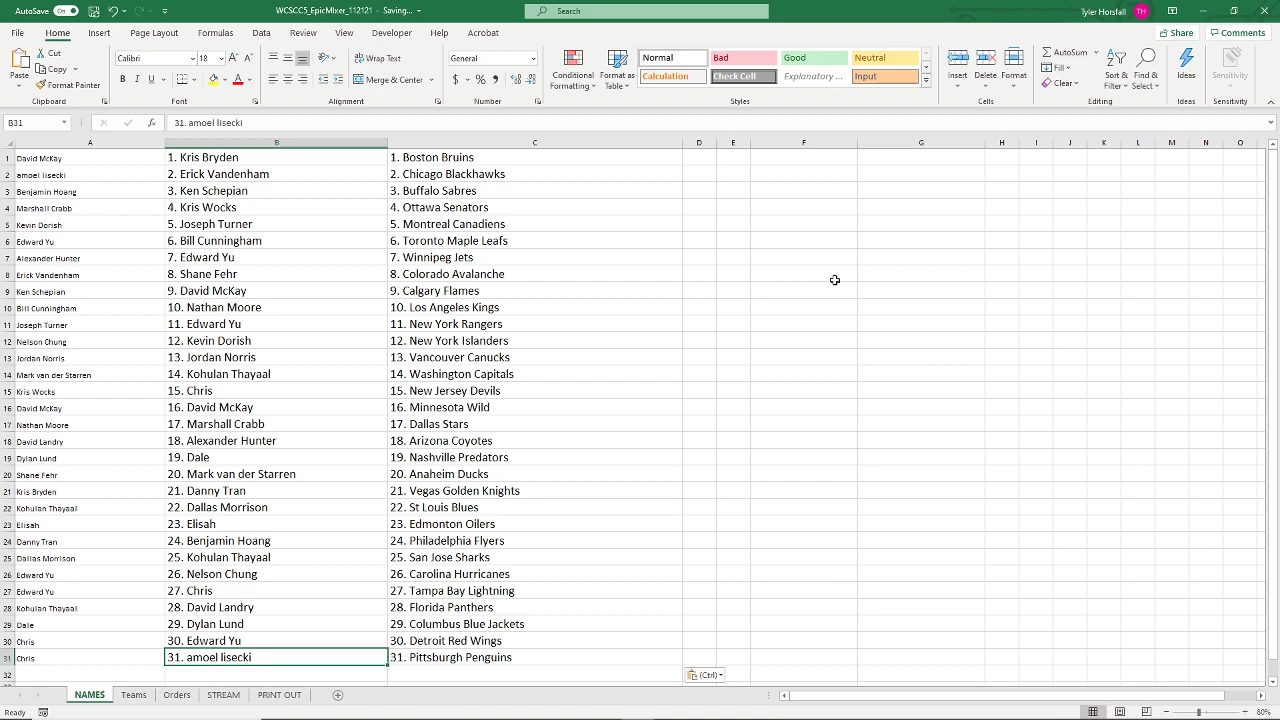 AutoSave On WCSCC5_EpicMIxer_112121 - Saving... Search Tyler Horsfall TH
File Home Insert Page Layout Formulas Data Review View Developer Help Acrobat Share Comments
Paste Cut Copy Format Painter Clipboard
Calibri 18 B I U Font
Wrap Text Merge & Center Alignment
General $ % Number
Conditional Formatting Format as Table Normal Bad Good Neutral Calculation Check Cell Explanatory ... Input Styles
Insert Delete Format Cells
AutoSum Fill Clear Sort & Filter Find & Select Editing
Ideas Ideas Sensitivity Sensitivity
B31 fx 31. amoel lisecki
A B C D E F G H I J K L M N O
1 David McKay 1. Kris Bryden 1. Boston Bruins
2 amoel lisecki 2. Erick Vandenham 2. Chicago Blackhawks
3 Benjamin Hoang 3. Ken Schepian 3. Buffalo Sabres
4 Marshall Crabb 4. Kris Wocks 4. Ottawa Senators
5 Kevin Dorish 5. Joseph Turner 5. Montreal Canadiens
6 Edward Yu 6. Bill Cunningham 6. Toronto Maple Leafs
7 Alexander Hunter 7. Edward Yu 7. Winnipeg Jets
8 Erick Vandenham 8. Shane Fehr 8. Colorado Avalanche
9 Ken Schepian 9. David McKay 9. Calgary Flames
10 Bill Cunningham 10. Nathan Moore 10. Los Angeles Kings
11 Joseph Turner 11. Edward Yu 11. New York Rangers
12 Nelson Chung 12. Kevin Dorish 12. New York Islanders
13 Jordan Norris 13. Jordan Norris 13. Vancouver Canucks
14 Mark van der Starren 14. Kohulan Thayaal 14. Washington Capitals
15 Kris Wocks 15. Chris 15. New Jersey Devils
16 David McKay 16. David McKay 16. Minnesota Wild
17 Nathan Moore 17. Marshall Crabb 17. Dallas Stars
18 David Landry 18. Alexander Hunter 18. Arizona Coyotes
19 Dylan Lund 19. Dale 19. Nashville Predators
20 Shane Fehr 20. Mark van der Starren 20. Anaheim Ducks
21 Kris Bryden 21. Danny Tran 21. Vegas Golden Knights
22 Kohulan Thayaal 22. Dallas Morrison 22. St Louis Blues
23 Elisah 23. Elisah 23. Edmonton Oilers
24 Danny Tran 24. Benjamin Hoang 24. Philadelphia Flyers
25 Dallas Morrison 25. Kohulan Thayaal 25. San Jose Sharks
26 Edward Yu 26. Nelson Chung 26. Carolina Hurricanes
27 Edward Yu 27. Chris 27. Tampa Bay Lightning
28 Kohulan Thayaal 28. David Landry 28. Florida Panthers
29 Dale 29. Dylan Lund 29. Columbus Blue Jackets
30 Chris 30. Edward Yu 30. Detroit Red Wings
31 Chris 31. amoel lisecki 31. Pittsburgh Penguins
32 (Ctrl)
NAMES Teams Orders STREAM PRINT OUT
Ready 80%